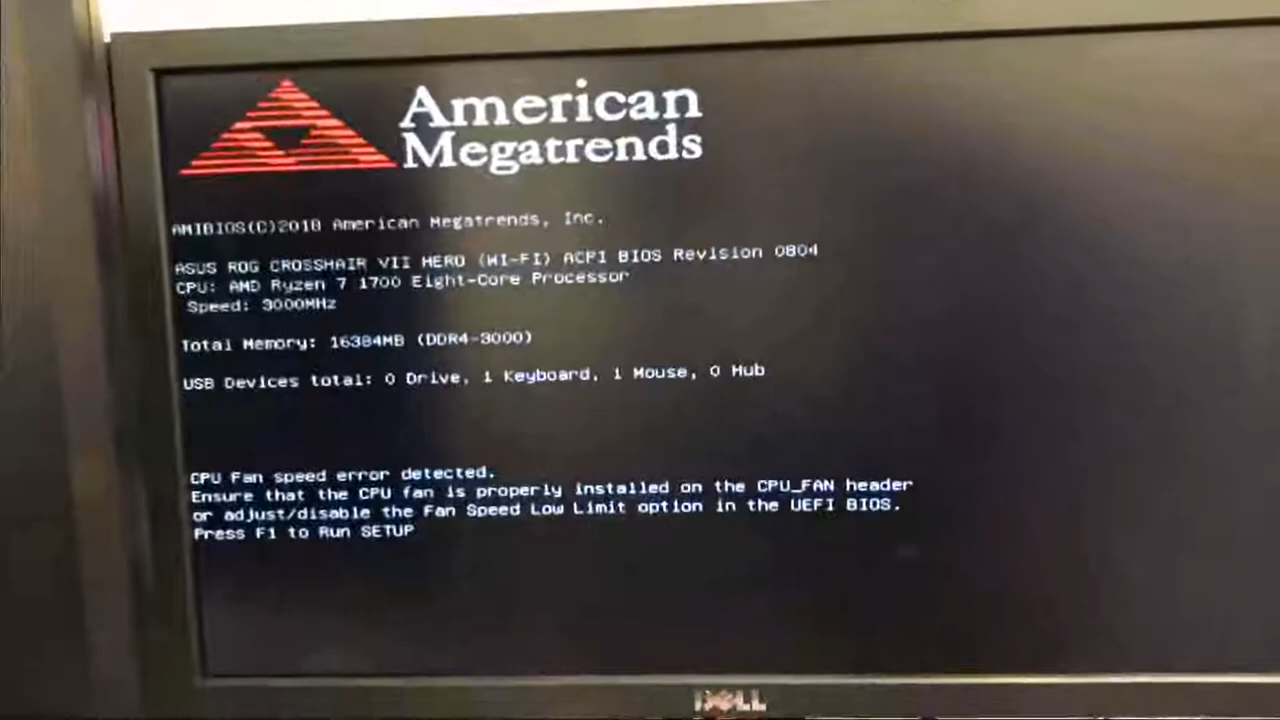 American
Megatrends
AMIBIOS(C)2018 American Megatrends, Inc.
ASUS ROG CROSSHAIR VII HERO (WI-FI) ACPI BIOS Revision 0804
CPU: AMD Ryzen 7 1700 Eight-Core Processor
Speed: 3000MHz
Total Memory: 16384MB (DDR4-3000)
USB Devices total: 0 Drive, 1 Keyboard, 1 Mouse, 0 Hub
CPU Fan speed error detected.
Ensure that the CPU fan is properly installed on the CPU_FAN header
or adjust/disable the Fan Speed Low Limit option in the UEFI BIOS.
Press F1 to Run SETUP
DELL